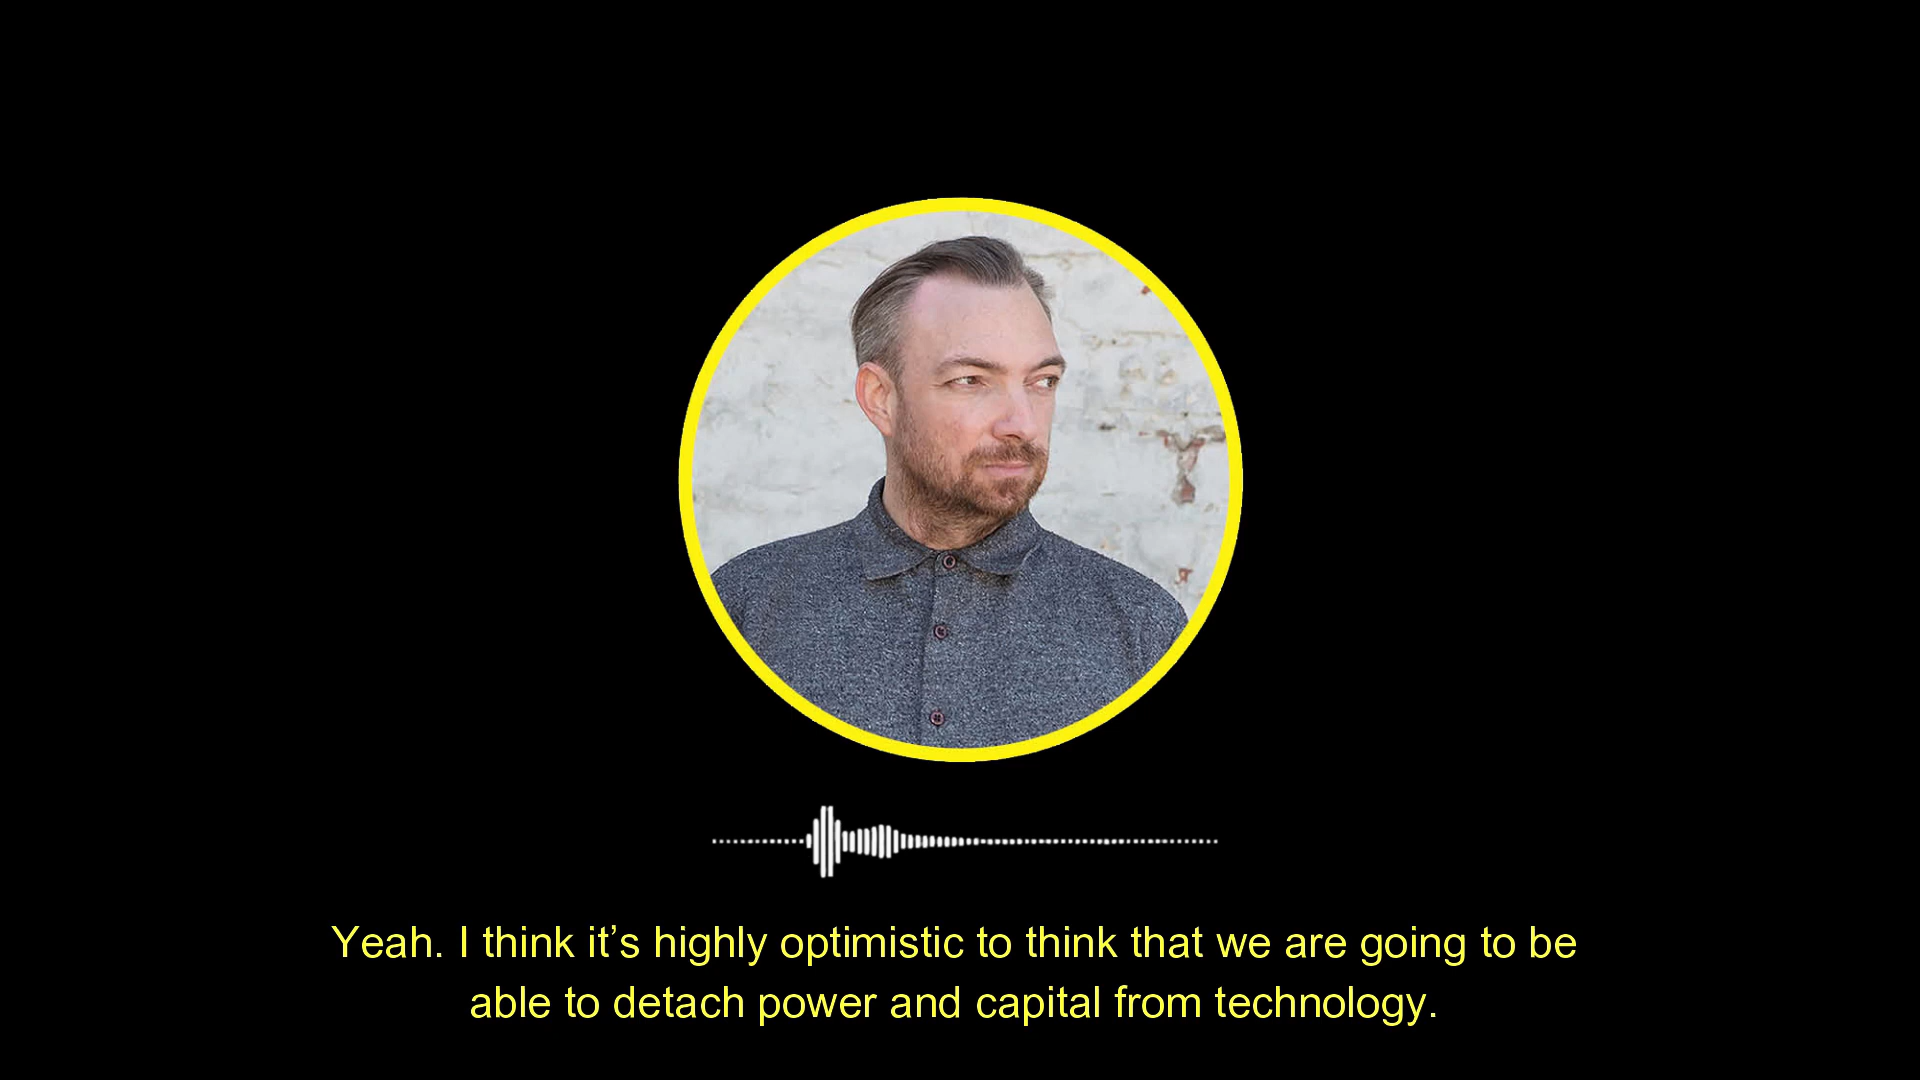 Yeah. I think it’s highly optimistic to think that we are going to be
able to detach power and capital from technology.